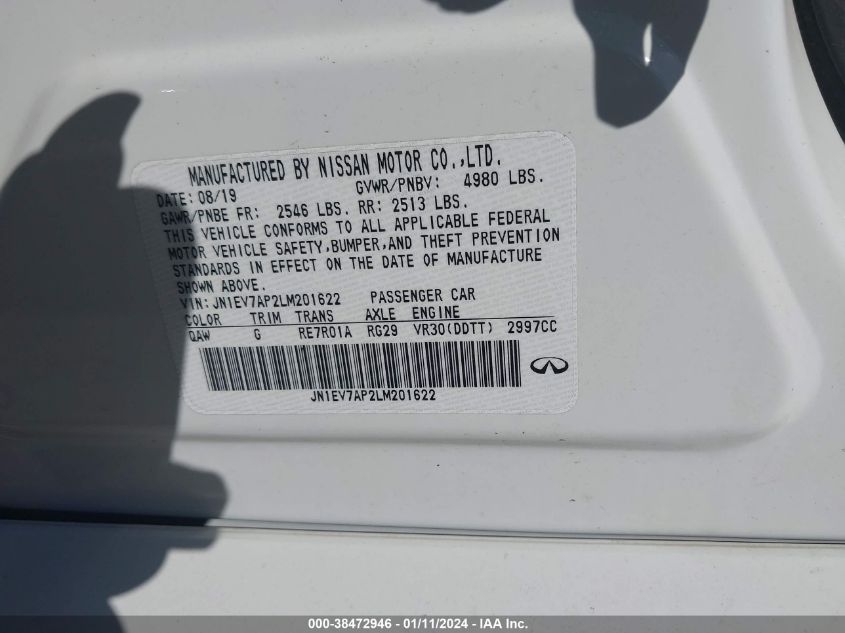 MANUFACTURED BY NISSAN MOTOR CO.,LTD.
DATE: 08/19 GVWR/PNBV: 4980 LBS.
GAWR/PNBE FR: 2546 LBS. RR: 2513 LBS.
THIS VEHICLE CONFORMS TO ALL APPLICABLE FEDERAL
MOTOR VEHICLE SAFETY,BUMPER,AND THEFT PREVENTION
STANDARDS IN EFFECT ON THE DATE OF MANUFACTURE
SHOWN ABOVE.
VIN: JN1EV7AP2LM201622 PASSENGER CAR
COLOR TRIM TRANS AXLE ENGINE
QAW G RE7R01A RG29 VR30(DDTT) 2997CC
JN1EV7AP2LM201622
000-38472946 - 01/11/2024 - IAA Inc.